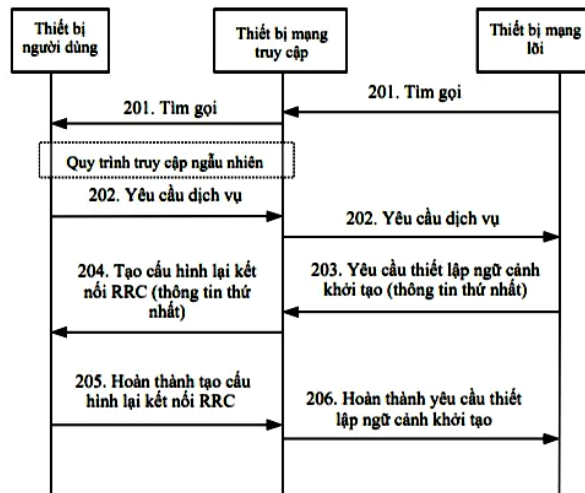 Thiết bị
người dùng
Thiết bị mạng
truy cập
Thiết bị mạng
lõi
201. Tìm gọi
201. Tìm gọi
Quy trình truy cập ngẫu nhiên
202. Yêu cầu dịch vụ
202. Yêu cầu dịch vụ
203. Yêu cầu thiết lập ngữ cảnh
khởi tạo (thông tin thứ nhất)
204. Tạo cấu hình lại kết
nối RRC (thông tin thứ
nhất)
205. Hoàn thành tạo cấu
hình lại kết nối RRC
206. Hoàn thành yêu cầu thiết
lập ngữ cảnh khởi tạo